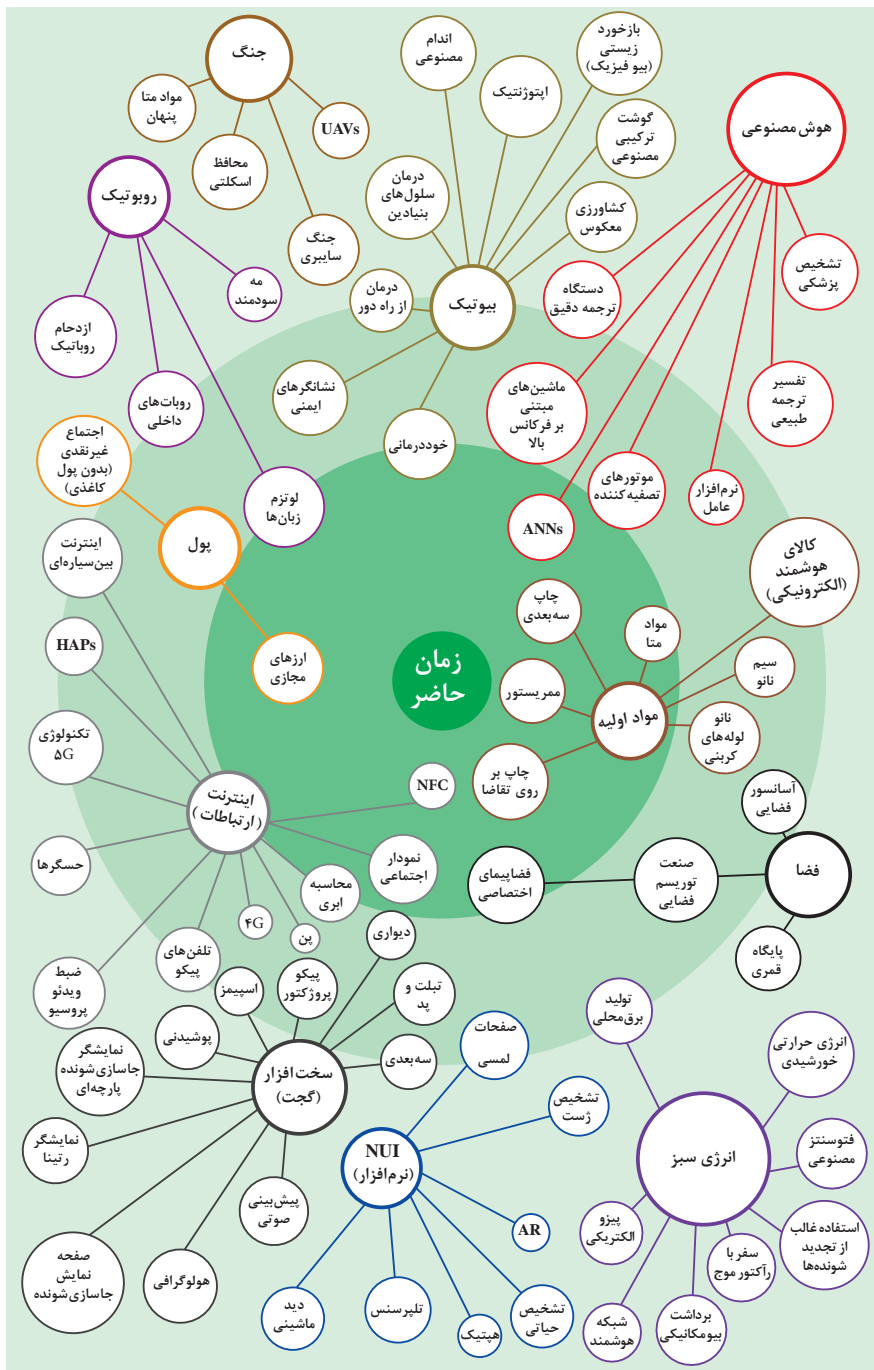 جنگ
مواد متا
پنهان
محافظ
اسکلتی
جنگ
سایبری
UAVs
روبوتیک
ازدحام
روباتیک
روبات‌های
داخلی
لوتزم
زبان‌ها
مه
سودمند
بیوتیک
اندام
مصنوعی
اپتوژنتیک
بازخورد
زیستی
(بیو فیزیک)
گوشت
ترکیبی
مصنوعی
کشاورزی
معکوس
درمان
سلول‌های
بنیادین
درمان
از راه دور
نشانگرهای
ایمنی
خوددرمانی
هوش مصنوعی
تشخیص
پزشکی
تفسیر
ترجمه
طبیعی
نرم‌افزار
عامل
موتورهای
تصفیه‌کننده
ANNs
ماشین‌های
مبتنی
بر فرکانس
بالا
دستگاه
ترجمه دقیق
پول
اجتماع
غیرنقدی
(بدون پول
کاغذی)
ارزهای
مجازی
زمان
حاضر
مواد اولیه
کالای
هوشمند
(الکترونیکی)
سیم
نانو
نانو
لوله‌های
کربنی
مواد
متا
چاپ
سه‌بعدی
ممریستور
چاپ بر
روی تقاضا
اینترنت
(ارتباطات)
اینترنت
بین‌سیاره‌ای
HAPs
تکنولوژی
۵G
حسگرها
ضبط
ویدئو
پروسیو
تلفن‌های
پیکو
۴G
پن
محاسبه
ابری
نمودار
اجتماعی
NFC
فضا
آسانسور
فضایی
صنعت
توریسم
فضایی
فضاپیمای
اختصاصی
پایگاه
قمری
سخت‌افزار
(گجت)
دیواری
پیکو
پروژکتور
اسپیمز
تبلت و
پد
سه‌بعدی
پوشیدنی
نمایشگر
جاسازی‌شونده
پارچه‌ای
نمایشگر
رتینا
صفحه
نمایش
جاسازی‌شونده
هولوگرافی
پیش‌بینی
صوتی
NUI
(نرم‌افزار)
صفحات
لمسی
تشخیص
ژست
AR
تشخیص
حیاتی
هپتیک
تلپرسنس
دید
ماشینی
انرژی سبز
تولید
برق‌محلی
انرژی حرارتی
خورشیدی
فتوسنتز
مصنوعی
استفاده غالب
از تجدید
شونده‌ها
سفر با
رآکتور موج
برداشت
بیومکانیکی
شبکه
هوشمند
پیزو
الکتریکی